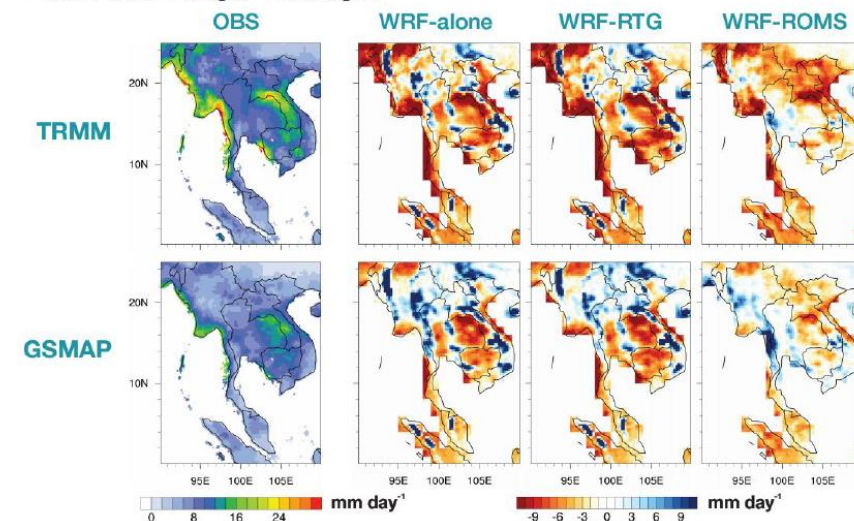 OBS WRF-alone WRF-RTG WRF-ROMS
20N
TRMM
10N
20N
GSMAP
10N
95E 100E 105E 95E 100E 105E 95E 100E 105E 95E 100E 105E
mm day-1 mm day-1
0 8 16 24 -9 -6 -3 0 3 6 9